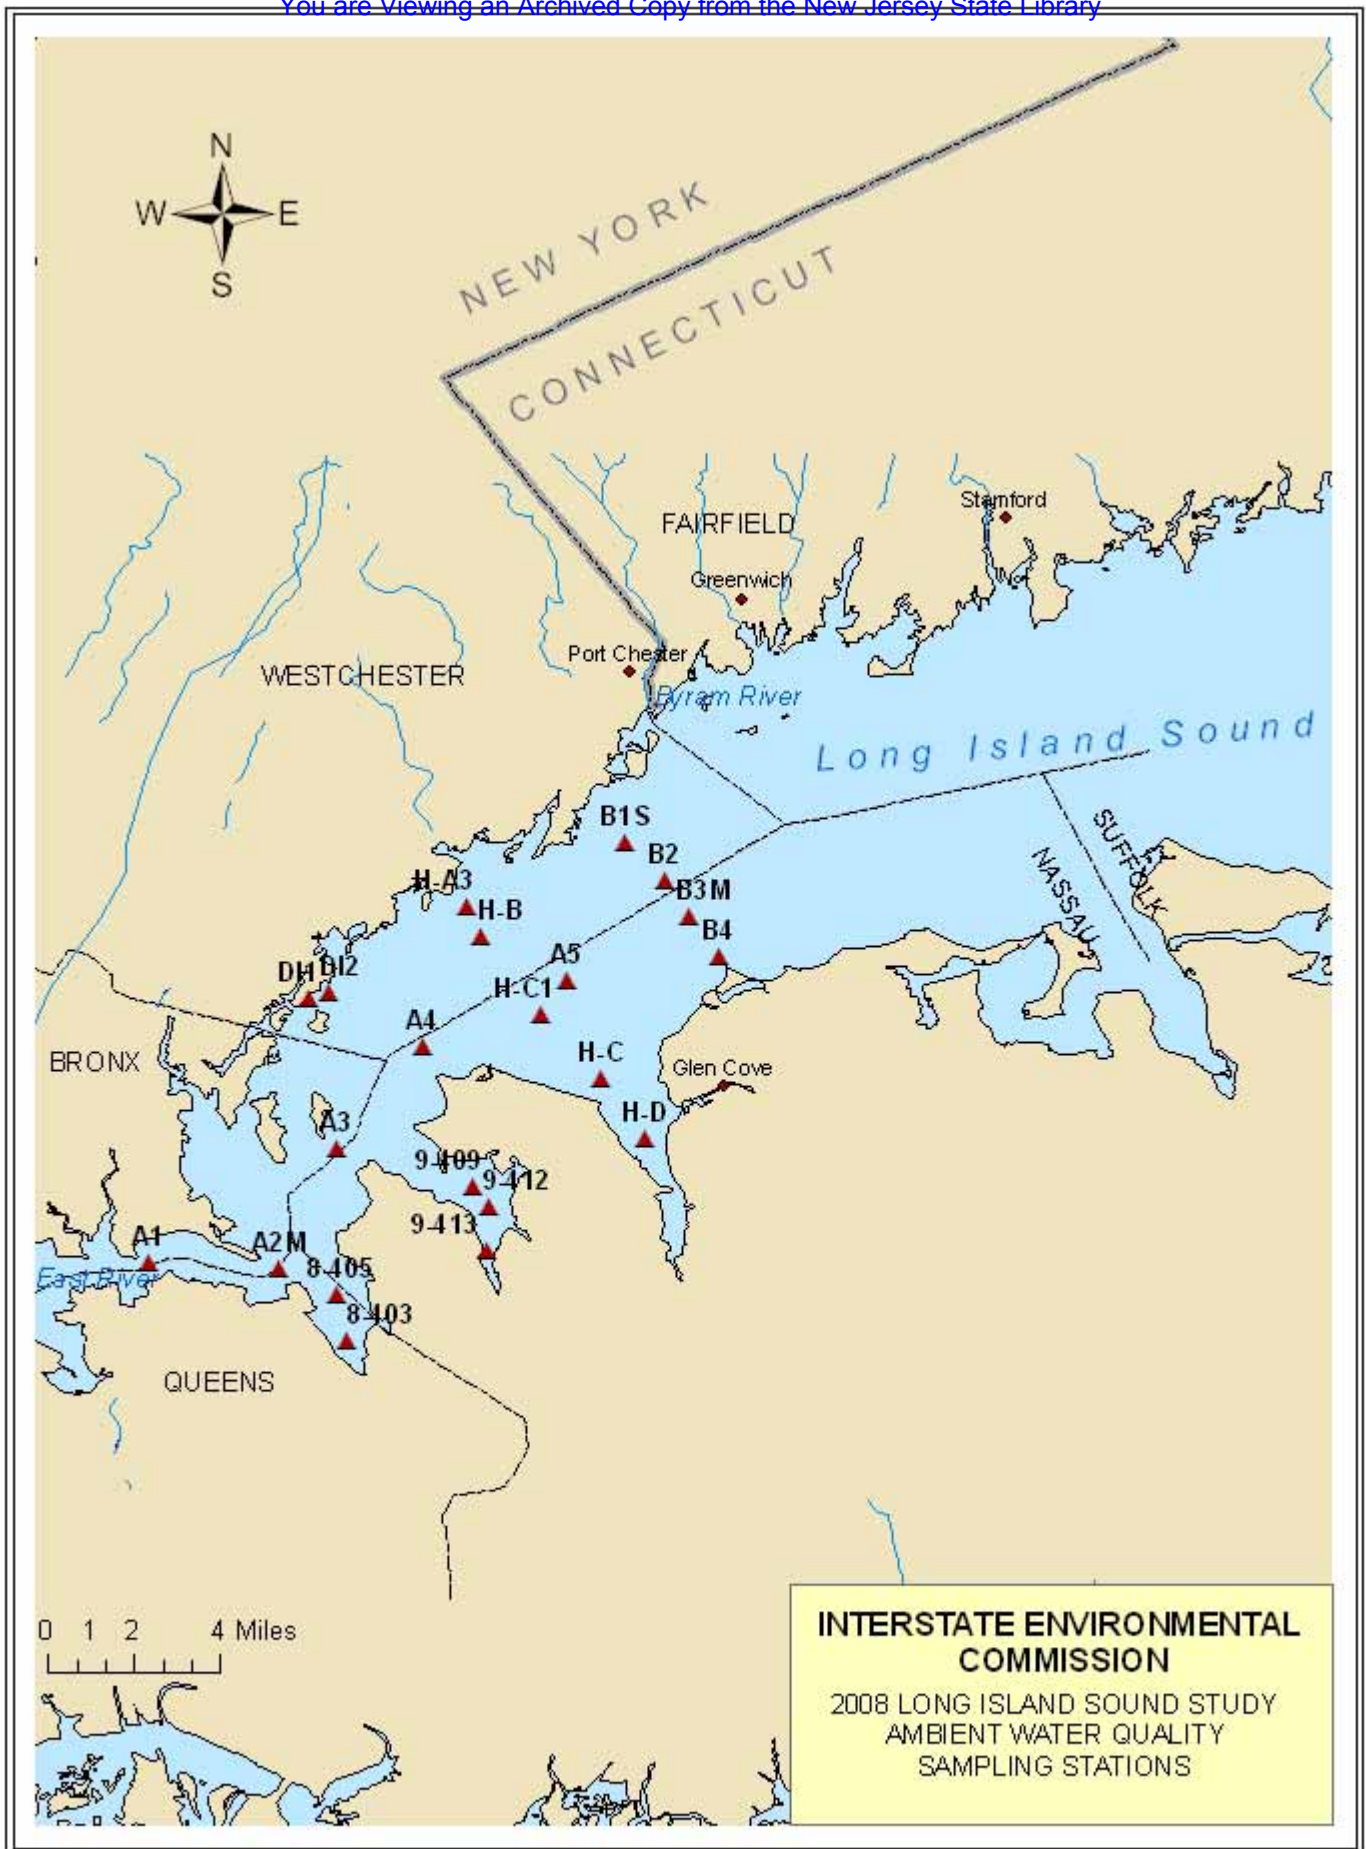 You are Viewing an Archived Copy from the New Jersey State Library
N
W E
S
NEW YORK
CONNECTICUT
Stamford
FAIRFIELD
Greenwich
Port Chester
WESTCHESTER
Byram River
Long Island Sound
B1S
SUFFOLK
B2
NASSAU
H-A3
B3M
H-B
B4
A5
DI1
DI2
H-C1
A4
BRONX
H-C
Glen Cove
H-D
A3
9-409
9-412
9-413
A1
A2M
8-405
East River
8-403
QUEENS
0 1 2 4 Miles
INTERSTATE ENVIRONMENTAL
COMMISSION
2008 LONG ISLAND SOUND STUDY
AMBIENT WATER QUALITY
SAMPLING STATIONS